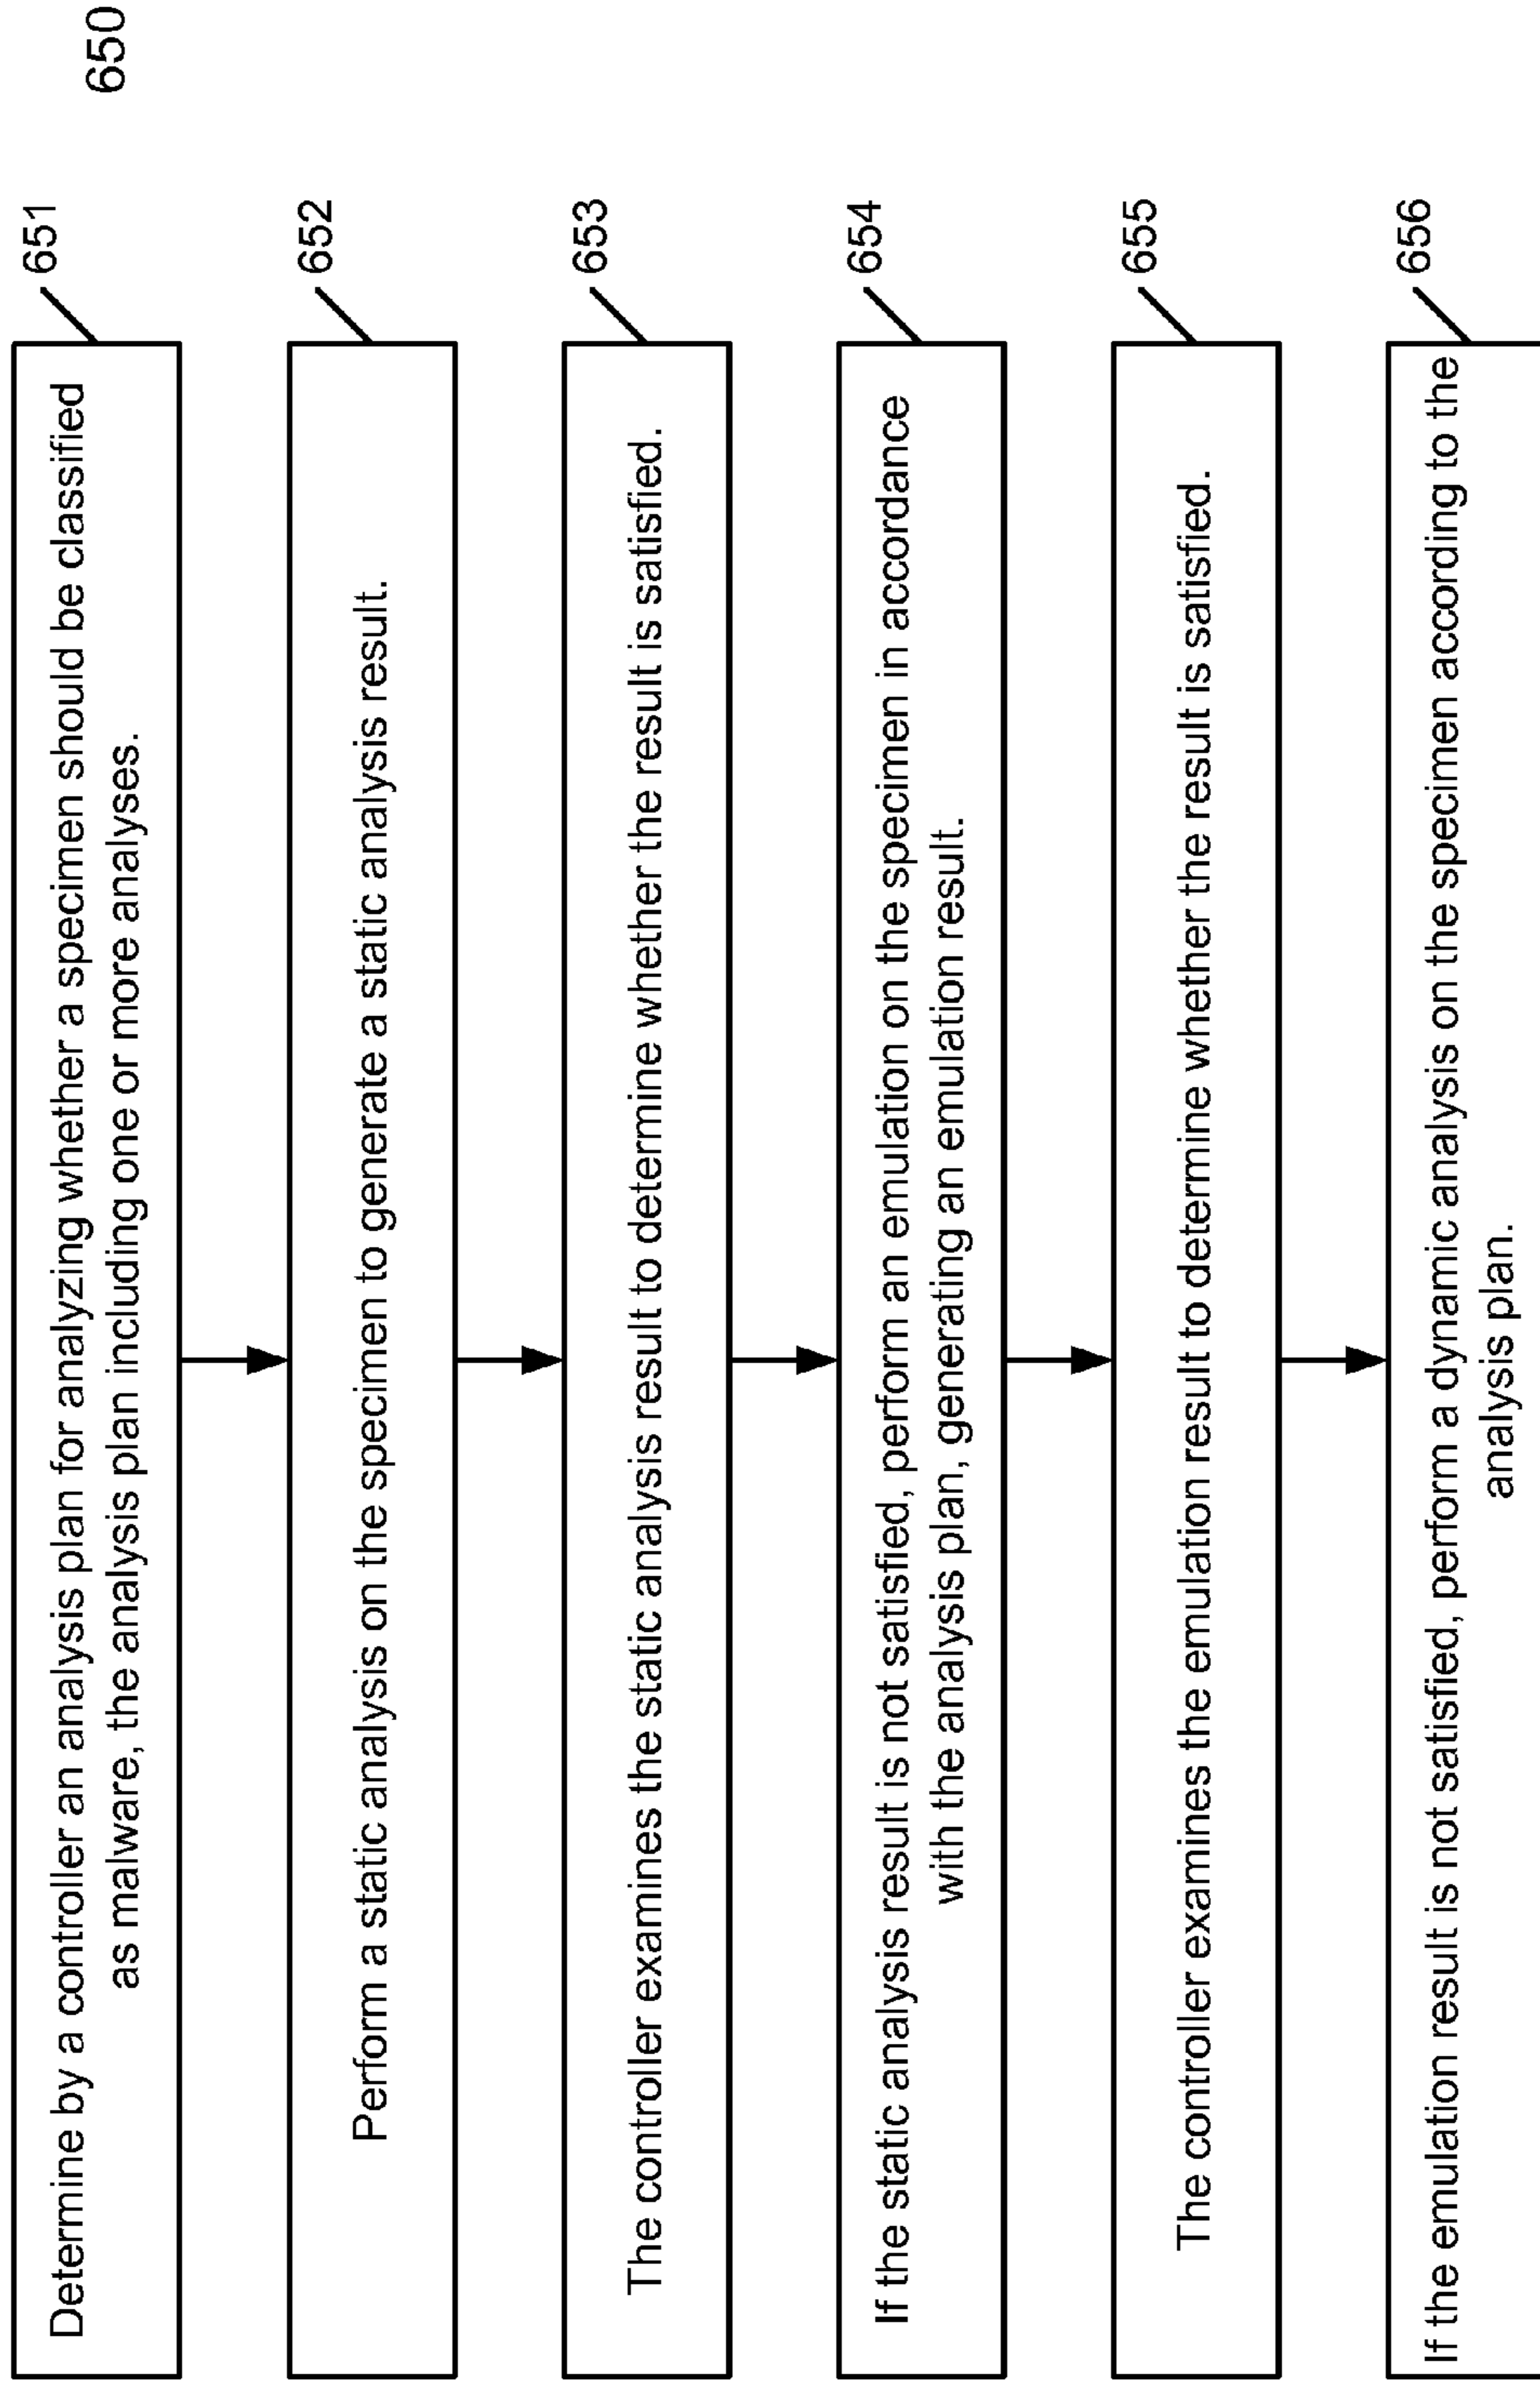 650
651
Determine by a controller an analysis plan for analyzing whether a specimen should be classified
as malware, the analysis plan including one or more analyses.
652
Perform a static analysis on the specimen to generate a static analysis result.
653
The controller examines the static analysis result to determine whether the result is satisfied.
654
If the static analysis result is not satisfied, perform an emulation on the specimen in accordance
with the analysis plan, generating an emulation result.
655
The controller examines the emulation result to determine whether the result is satisfied.
656
If the emulation result is not satisfied, perform a dynamic analysis on the specimen according to the
analysis plan.